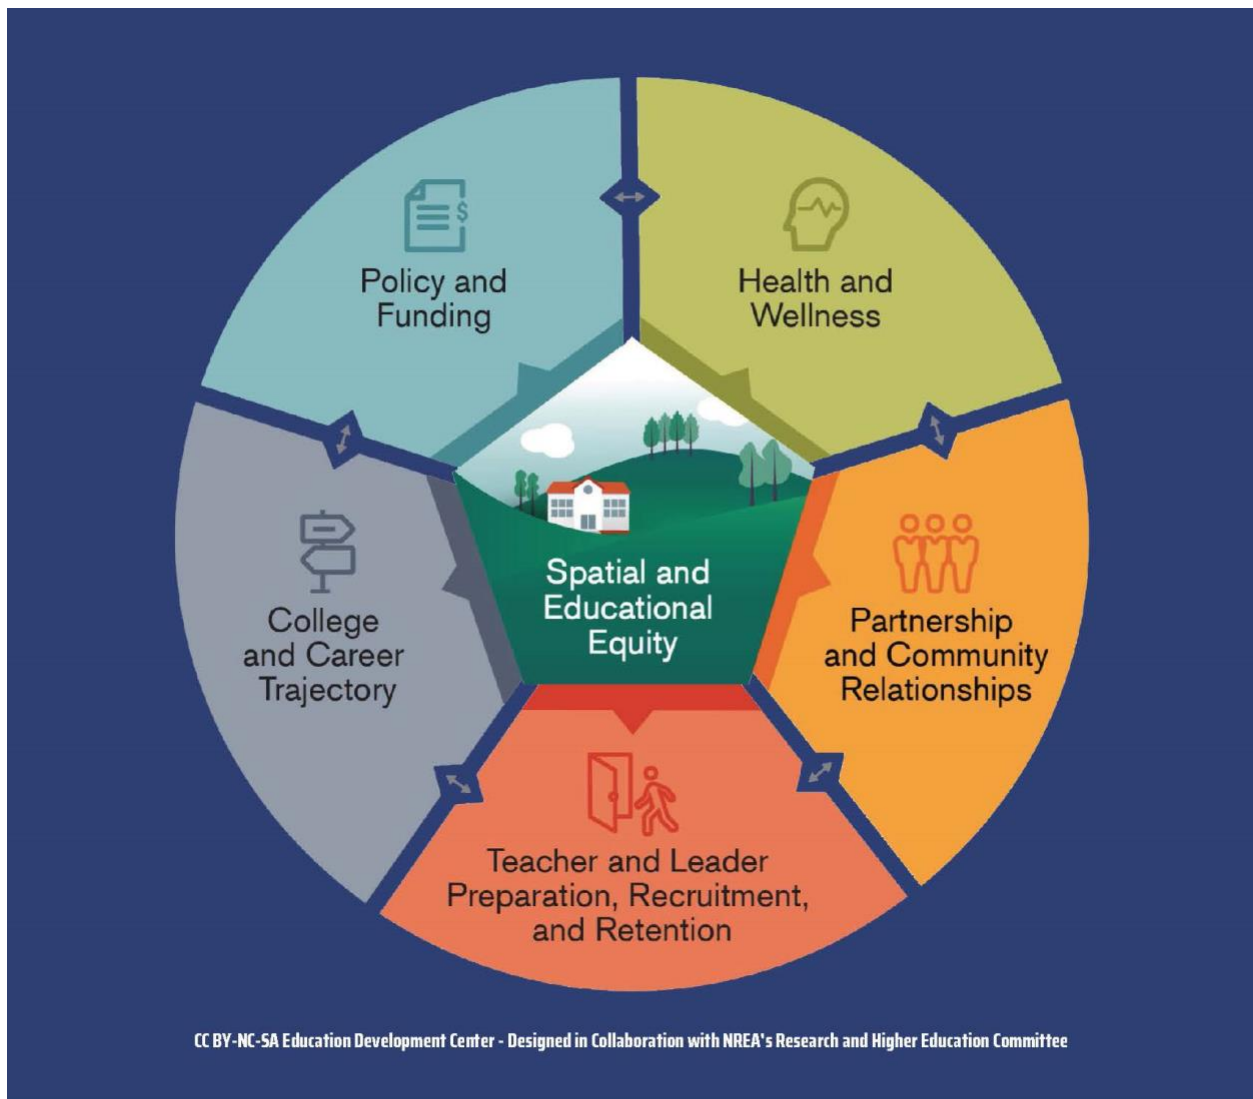 Policy and
Funding
$
Health and
Wellness
College
and Career
Trajectory
Spatial and
Educational
Equity
Partnership
and Community
Relationships
Teacher and Leader
Preparation, Recruitment,
and Retention
CC BY-NC-SA Education Development Center - Designed in Collaboration with NREA's Research and Higher Education Committee